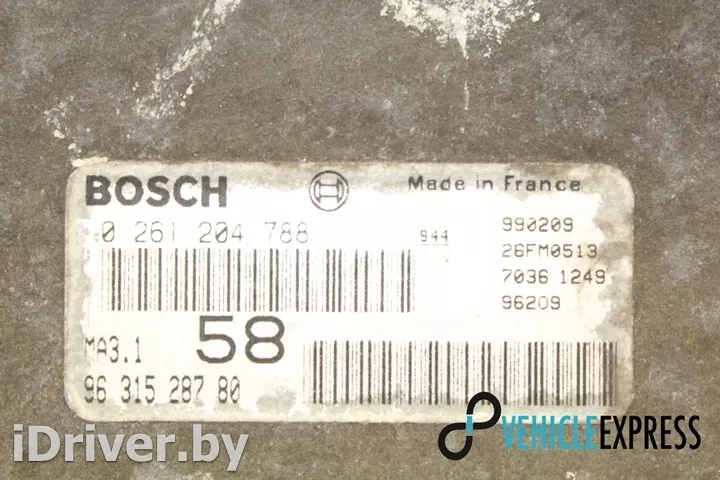 BOSCH Made in France
0 261 204 788 944 990209
26FM0513
7036 1249
96209
MA3.1 58
96 315 287 80
iDriver.by
VEHICLEEXPRESS